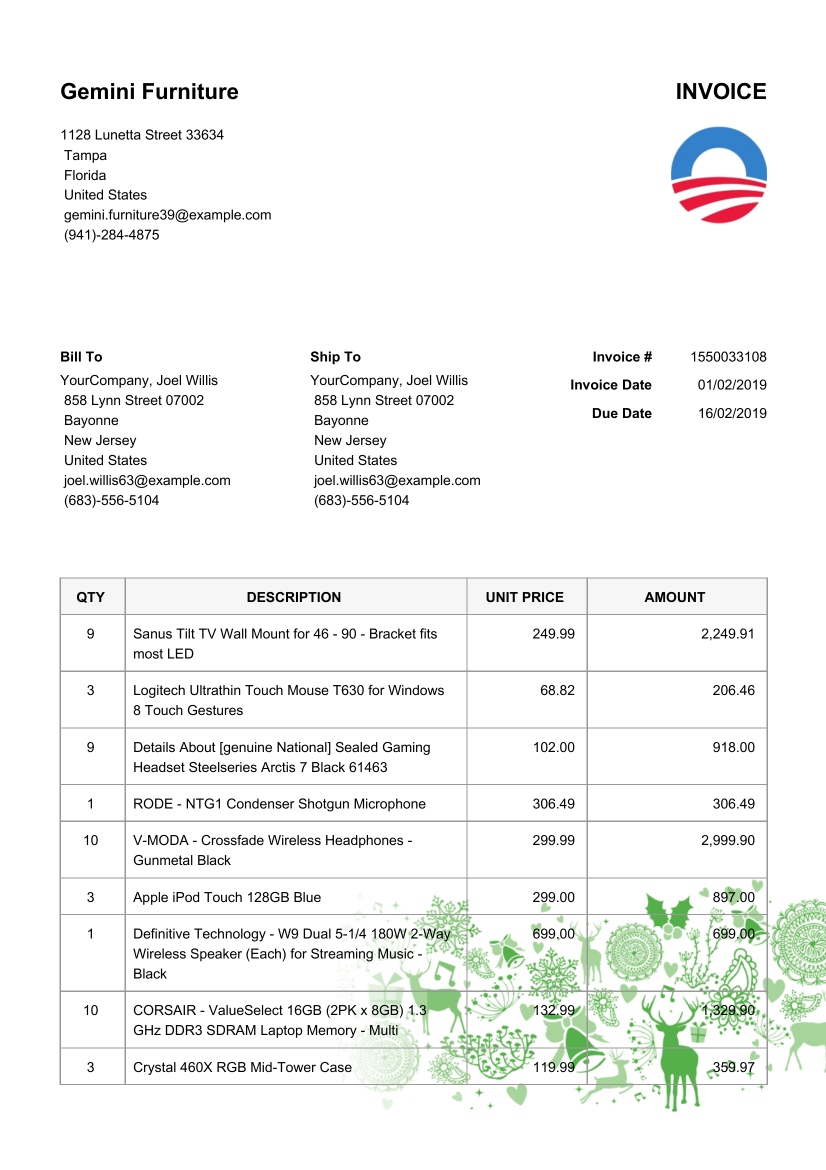 Gemini Furniture
INVOICE
1128 Lunetta Street 33634
Tampa
Florida
United States
gemini.furniture39@example.com
(941)-284-4875
Bill To
YourCompany, Joel Willis
858 Lynn Street 07002
Bayonne
New Jersey
United States
joel.willis63@example.com
(683)-556-5104
Ship To
YourCompany, Joel Willis
858 Lynn Street 07002
Bayonne
New Jersey
United States
joel.willis63@example.com
(683)-556-5104
Invoice # 1550033108
Invoice Date 01/02/2019
Due Date 16/02/2019
QTY DESCRIPTION UNIT PRICE AMOUNT
9 Sanus Tilt TV Wall Mount for 46 - 90 - Bracket fits 249.99 2,249.91
most LED
3 Logitech Ultrathin Touch Mouse T630 for Windows 68.82 206.46
8 Touch Gestures
9 Details About [genuine National] Sealed Gaming 102.00 918.00
Headset Steelseries Arctis 7 Black 61463
1 RODE - NTG1 Condenser Shotgun Microphone 306.49 306.49
10 V-MODA - Crossfade Wireless Headphones - 299.99 2,999.90
Gunmetal Black
3 Apple iPod Touch 128GB Blue 299.00 897.00
1 Definitive Technology - W9 Dual 5-1/4 180W 2-Way 699.00 699.00
Wireless Speaker (Each) for Streaming Music -
Black
10 CORSAIR - ValueSelect 16GB (2PK x 8GB) 1.3 132.99 1,329.90
GHz DDR3 SDRAM Laptop Memory - Multi
3 Crystal 460X RGB Mid-Tower Case 119.99 359.97